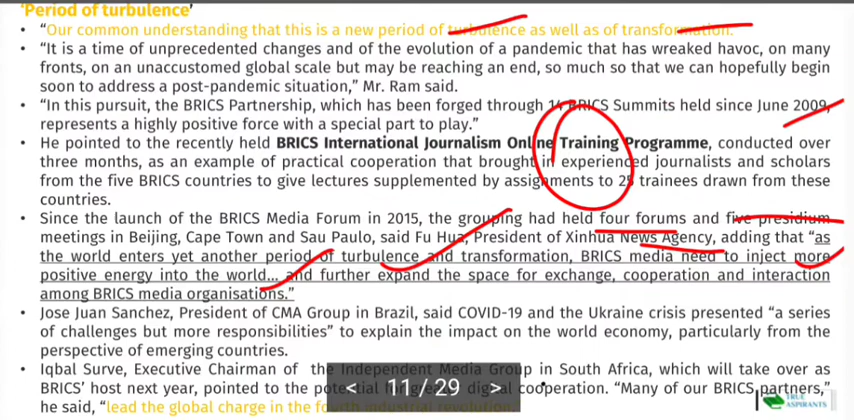 'Period of turbulence'
• "Our common understanding that this is a new period of turbulence as well as of transformation."
• "It is a time of unprecedented changes and of the evolution of a pandemic that has wreaked havoc, on many
fronts, on an unaccustomed global scale but may be reaching an end, so much so that we can hopefully begin
soon to address a post-pandemic situation," Mr. Ram said.
• "In this pursuit, the BRICS Partnership, which has been forged through 14 BRICS Summits held since June 2009,
represents a highly positive force with a special part to play."
• He pointed to the recently held BRICS International Journalism Online Training Programme, conducted over
three months, as an example of practical cooperation that brought in experienced journalists and scholars
from the five BRICS countries to give lectures supplemented by assignments to trainees drawn from these
countries.
• Since the launch of the BRICS Media Forum in 2015, the grouping had held four forums and five presidium
meetings in Beijing, Cape Town and Sau Paulo, said Fu Hua, President of Xinhua News Agency, adding that "as
the world enters yet another period of turbulence and transformation, BRICS media need to inject more
positive energy into the world... and further expand the space for exchange, cooperation and interaction
among BRICS media organisations."
• Jose Juan Sanchez, President of CMA Group in Brazil, said COVID-19 and the Ukraine crisis presented "a series
of challenges but more responsibilities" to explain the impact on the world economy, particularly from the
perspective of emerging countries.
• Iqbal Surve, Executive Chairman of the Independent Media Group in South Africa, which will take over as
BRICS' host next year, pointed to the potential for digital cooperation. "Many of our BRICS partners,"
he said, "lead the global charge in the fourth industrial revolution."
< 11 / 29 >
TRUE
ASPIRANTS